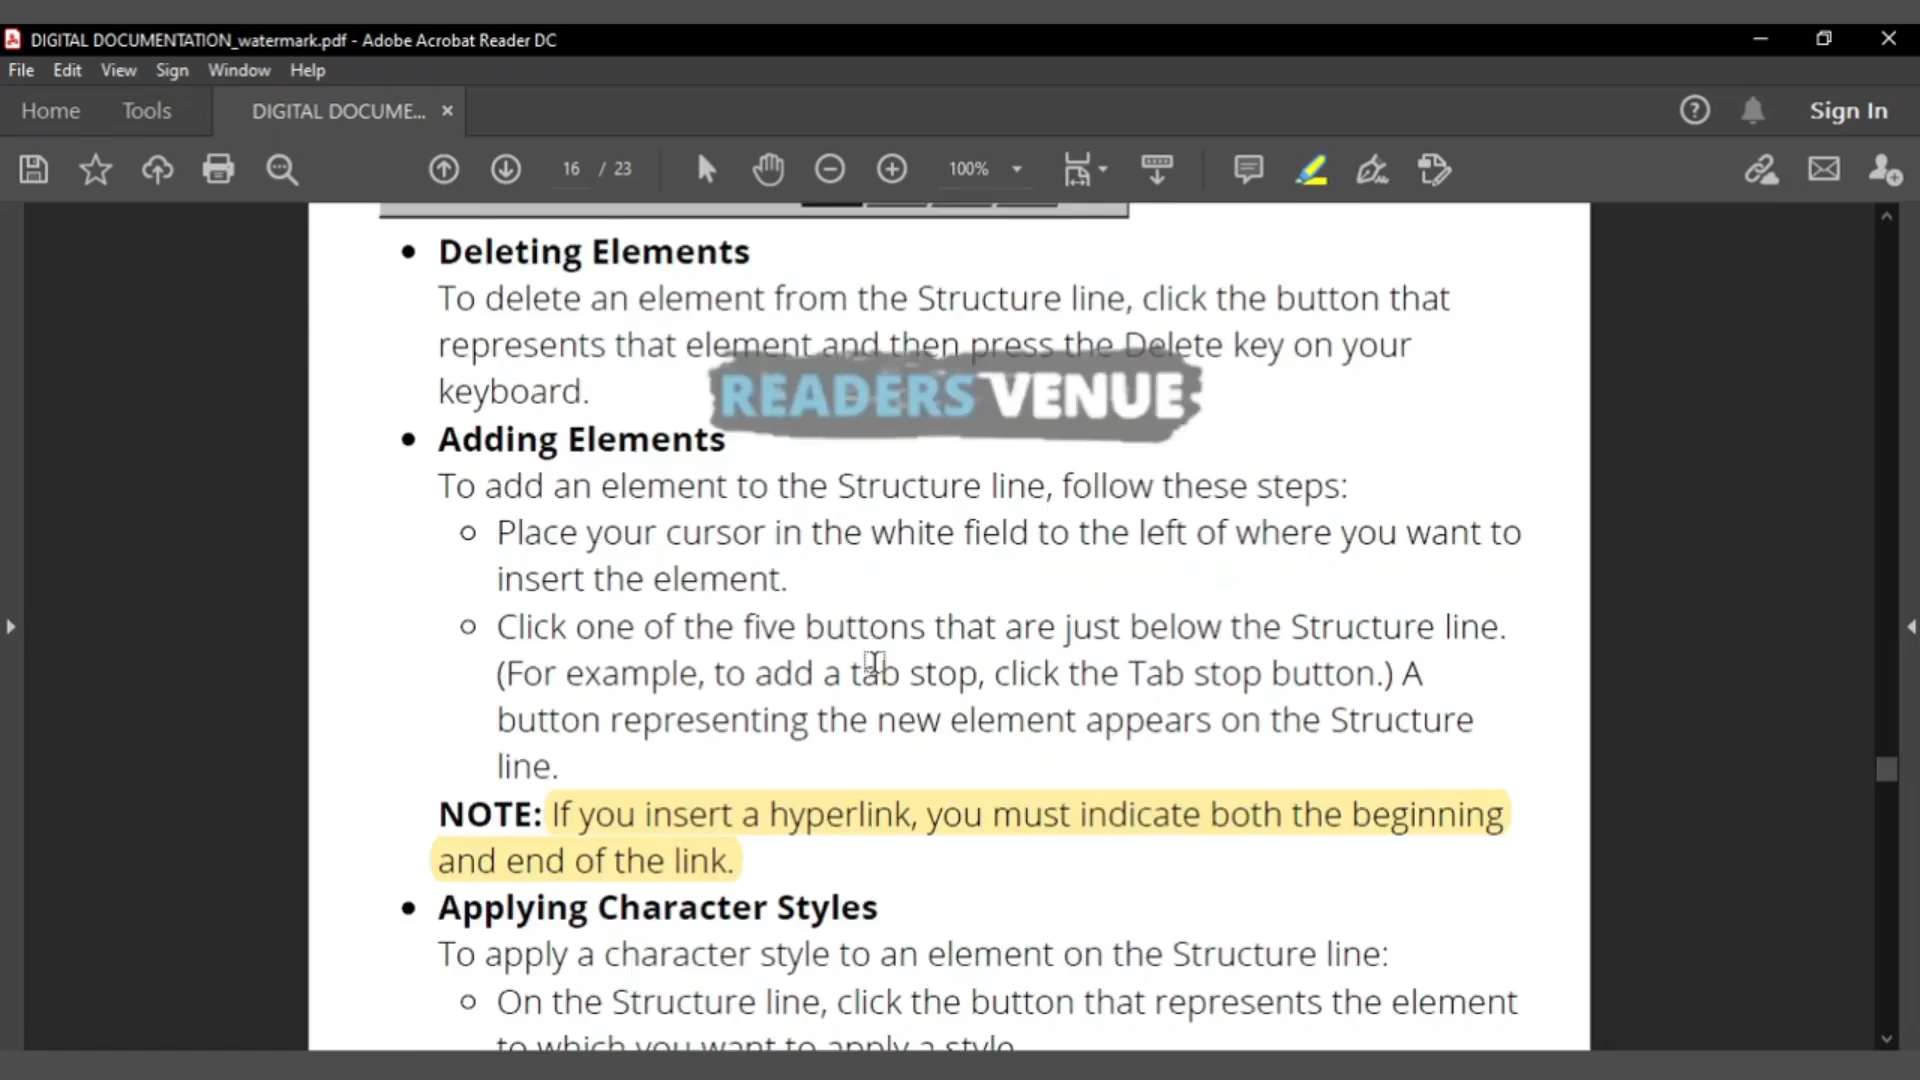 DIGITAL DOCUMENTATION_watermark.pdf - Adobe Acrobat Reader DC
File Edit View Sign Window Help
Home Tools DIGITAL DOCUME... × Sign In
16 / 23 100%
• Deleting Elements
To delete an element from the Structure line, click the button that
represents that element and then press the Delete key on your
keyboard.
READERS VENUE
• Adding Elements
To add an element to the Structure line, follow these steps:
○ Place your cursor in the white field to the left of where you want to
insert the element.
○ Click one of the five buttons that are just below the Structure line.
(For example, to add a tab stop, click the Tab stop button.) A
button representing the new element appears on the Structure
line.
NOTE: If you insert a hyperlink, you must indicate both the beginning
and end of the link.
• Applying Character Styles
To apply a character style to an element on the Structure line:
○ On the Structure line, click the button that represents the element
to which you want to apply a style.